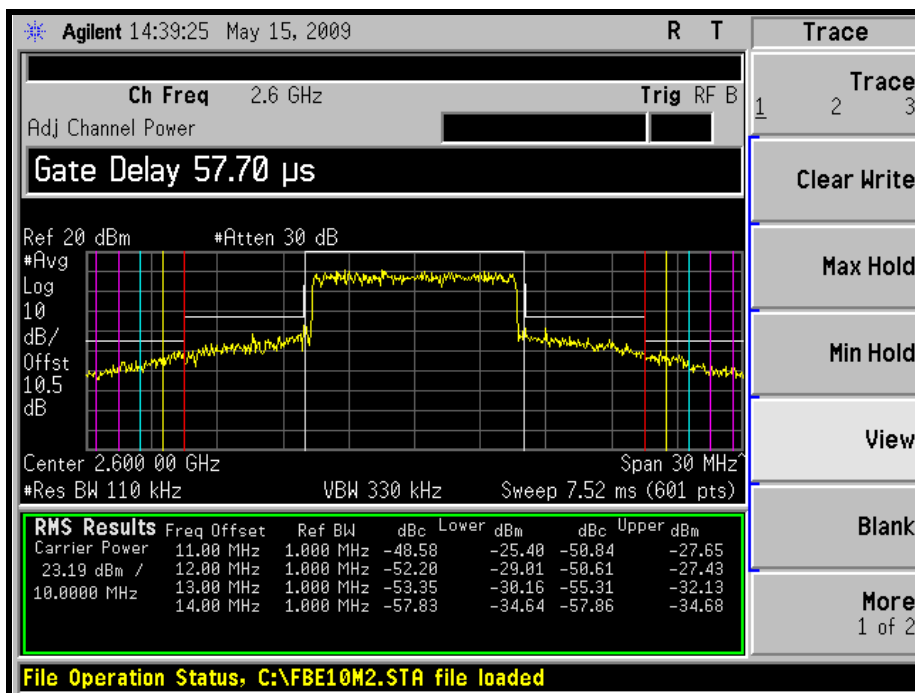 Agilent 14:39:25 May 15, 2009 R T
Trace
Ch Freq 2.6 GHz Trig RF B
Adj Channel Power
Gate Delay 57.70 µs
Ref 20 dBm #Atten 30 dB
#Avg
Log
10
dB/
Offset
10.5
dB
Center 2.600 00 GHz Span 30 MHz^
#Res BW 110 kHz VBW 330 kHz Sweep 7.52 ms (601 pts)
RMS Results Freq Offset Ref BW dBc Lower dBm dBc Upper dBm
Carrier Power 11.00 MHz 1.000 MHz -48.58 -25.40 -50.84 -27.65
23.19 dBm / 12.00 MHz 1.000 MHz -52.20 -29.01 -50.61 -27.43
10.0000 MHz 13.00 MHz 1.000 MHz -53.35 -30.16 -55.31 -32.13
14.00 MHz 1.000 MHz -57.83 -34.64 -57.86 -34.68
File Operation Status, C:\FBE10M2.STA file loaded
Trace
1 2 3
Clear Write
Max Hold
Min Hold
View
Blank
More
1 of 2